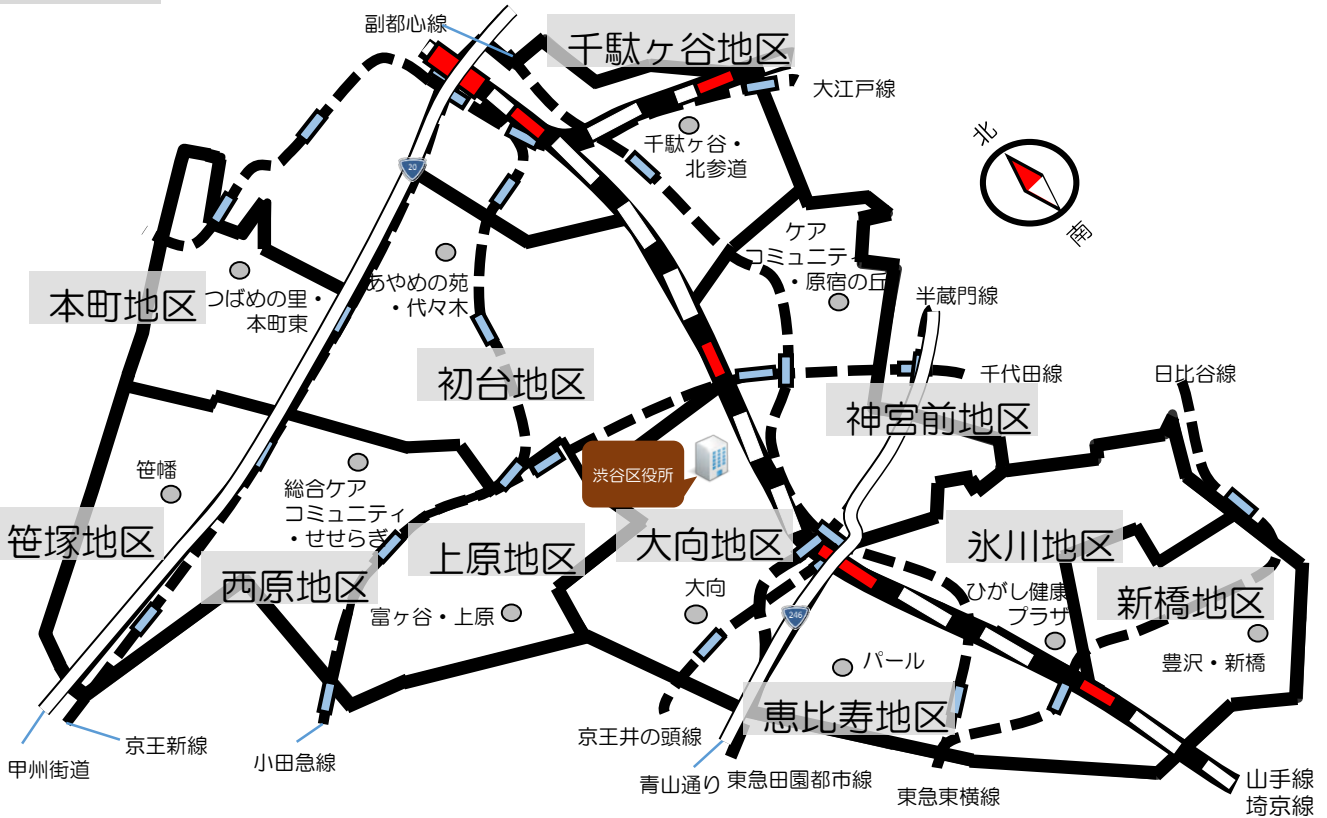 副都心線
千駄ヶ谷地区
大江戸線
千駄ヶ谷・
北参道
北
南
20
ケア
コミュニティ
・原宿の丘
本町地区
つばめの里・
本町東
あやめの苑
・代々木
半蔵門線
初台地区
千代田線
日比谷線
神宮前地区
渋谷区役所
笹幡
総合ケア
コミュニティ
・せせらぎ
笹塚地区
西原地区
上原地区
大向地区
氷川地区
新橋地区
富ヶ谷・上原
大向
246
ひがし健康
プラザ
豊沢・新橋
パール
恵比寿地区
京王新線
甲州街道
小田急線
京王井の頭線
青山通り
東急田園都市線
東急東横線
山手線
埼京線